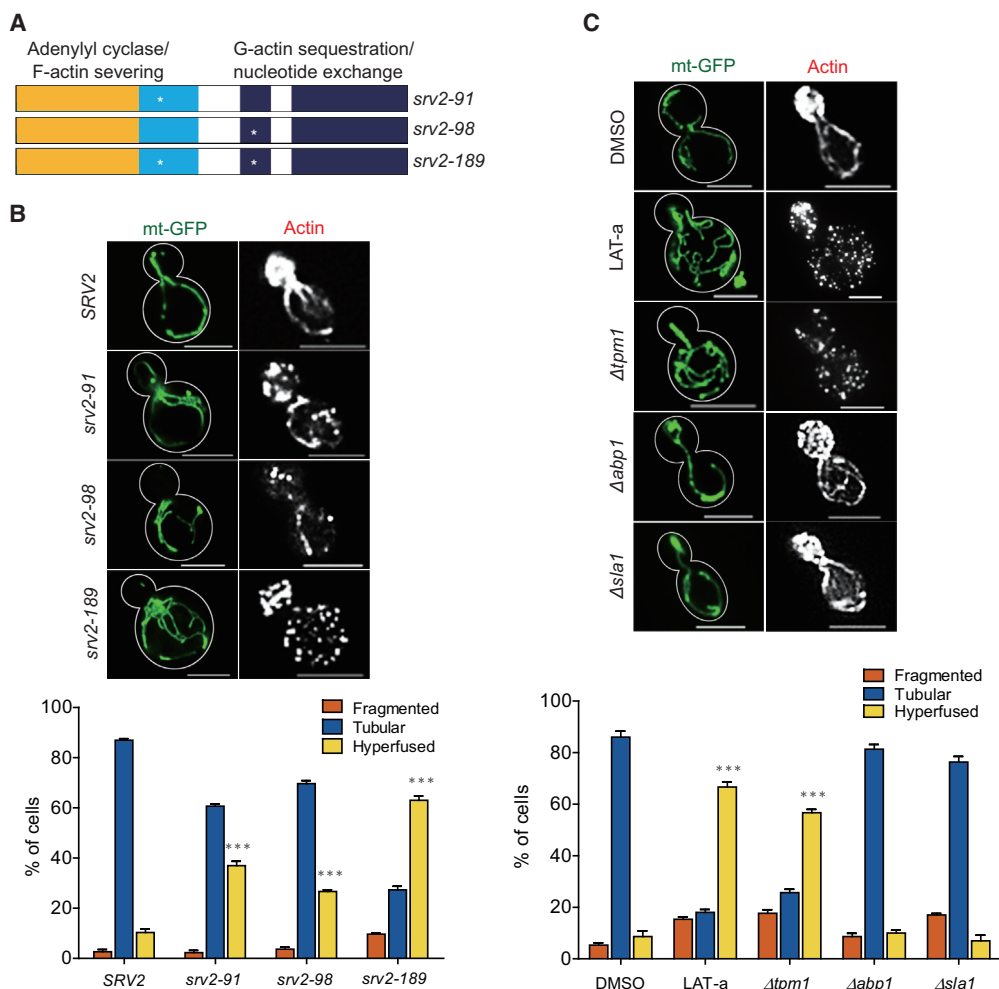 A
Adenylyl cyclase/
F-actin severing
G-actin sequestration/
nucleotide exchange
* srv2-91
* srv2-98
* * srv2-189
B
mt-GFP Actin
SRV2
srv2-91
srv2-98
srv2-189
% of cells
100
80
60
40
20
0
Fragmented
Tubular
Hyperfused
*** *** ***
SRV2 srv2-91 srv2-98 srv2-189
C
mt-GFP Actin
DMSO
LAT-a
Δtpm1
Δabp1
Δsla1
% of cells
100
80
60
40
20
0
Fragmented
Tubular
Hyperfused
*** ***
DMSO LAT-a Δtpm1 Δabp1 Δsla1